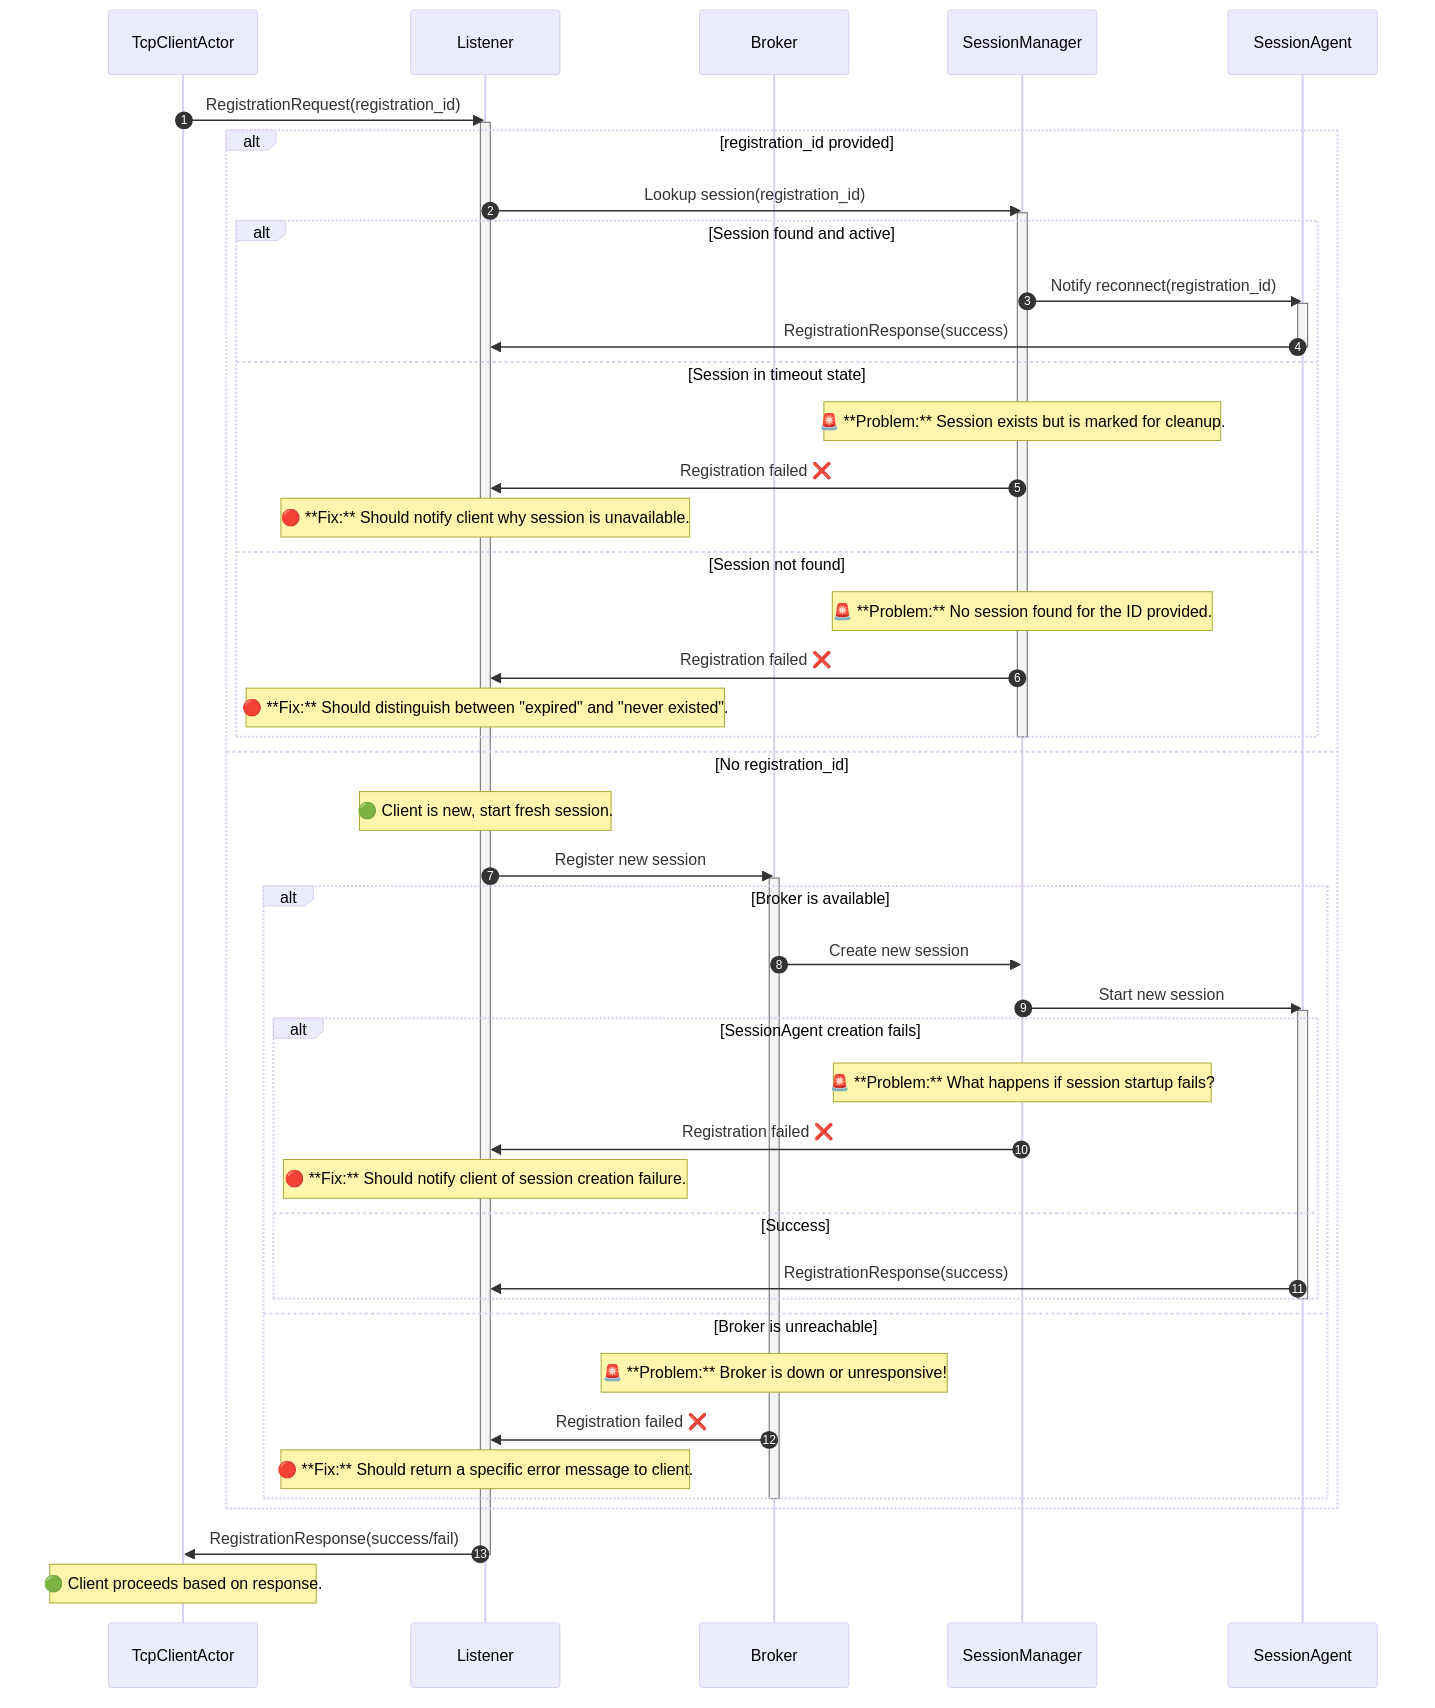 TcpClientActor
Listener
Broker
SessionManager
SessionAgent
RegistrationRequest(registration_id)
1
alt
[registration_id provided]
Lookup session(registration_id)
2
alt
[Session found and active]
Notify reconnect(registration_id)
3
RegistrationResponse(success)
4
[Session in timeout state]
🚨 **Problem:** Session exists but is marked for cleanup.
Registration failed ❌
5
🔴 **Fix:** Should notify client why session is unavailable.
[Session not found]
🚨 **Problem:** No session found for the ID provided.
Registration failed ❌
6
🔴 **Fix:** Should distinguish between "expired" and "never existed".
[No registration_id]
🟢 Client is new, start fresh session.
Register new session
7
alt
[Broker is available]
Create new session
8
Start new session
9
alt
[SessionAgent creation fails]
🚨 **Problem:** What happens if session startup fails?
Registration failed ❌
10
🔴 **Fix:** Should notify client of session creation failure.
[Success]
RegistrationResponse(success)
11
[Broker is unreachable]
🚨 **Problem:** Broker is down or unresponsive!
Registration failed ❌
12
🔴 **Fix:** Should return a specific error message to client.
RegistrationResponse(success/fail)
13
🟢 Client proceeds based on response.
TcpClientActor
Listener
Broker
SessionManager
SessionAgent